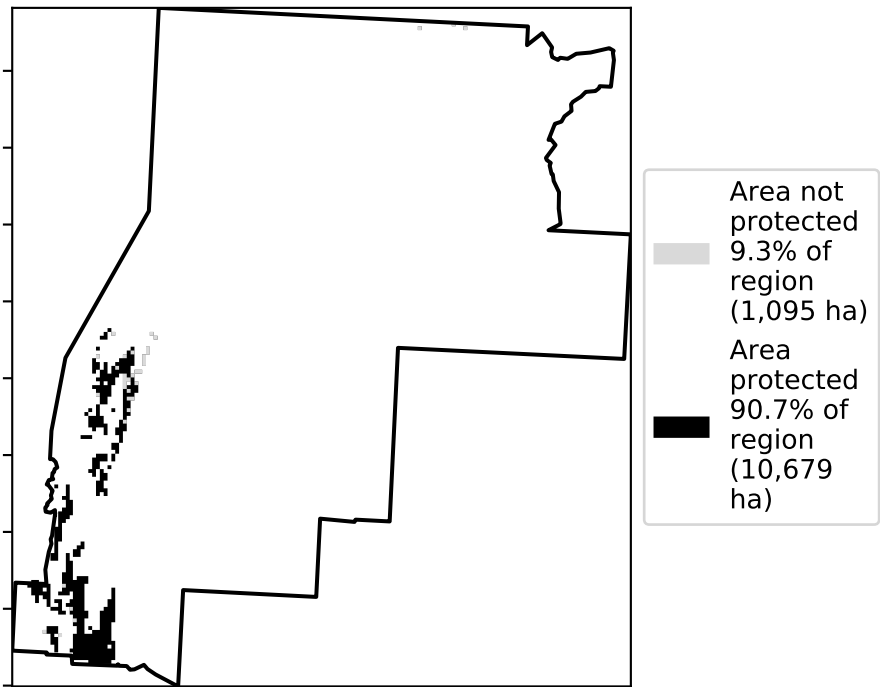 Area not
protected
9.3% of
region
(1,095 ha)
Area
protected
90.7% of
region
(10,679
ha)